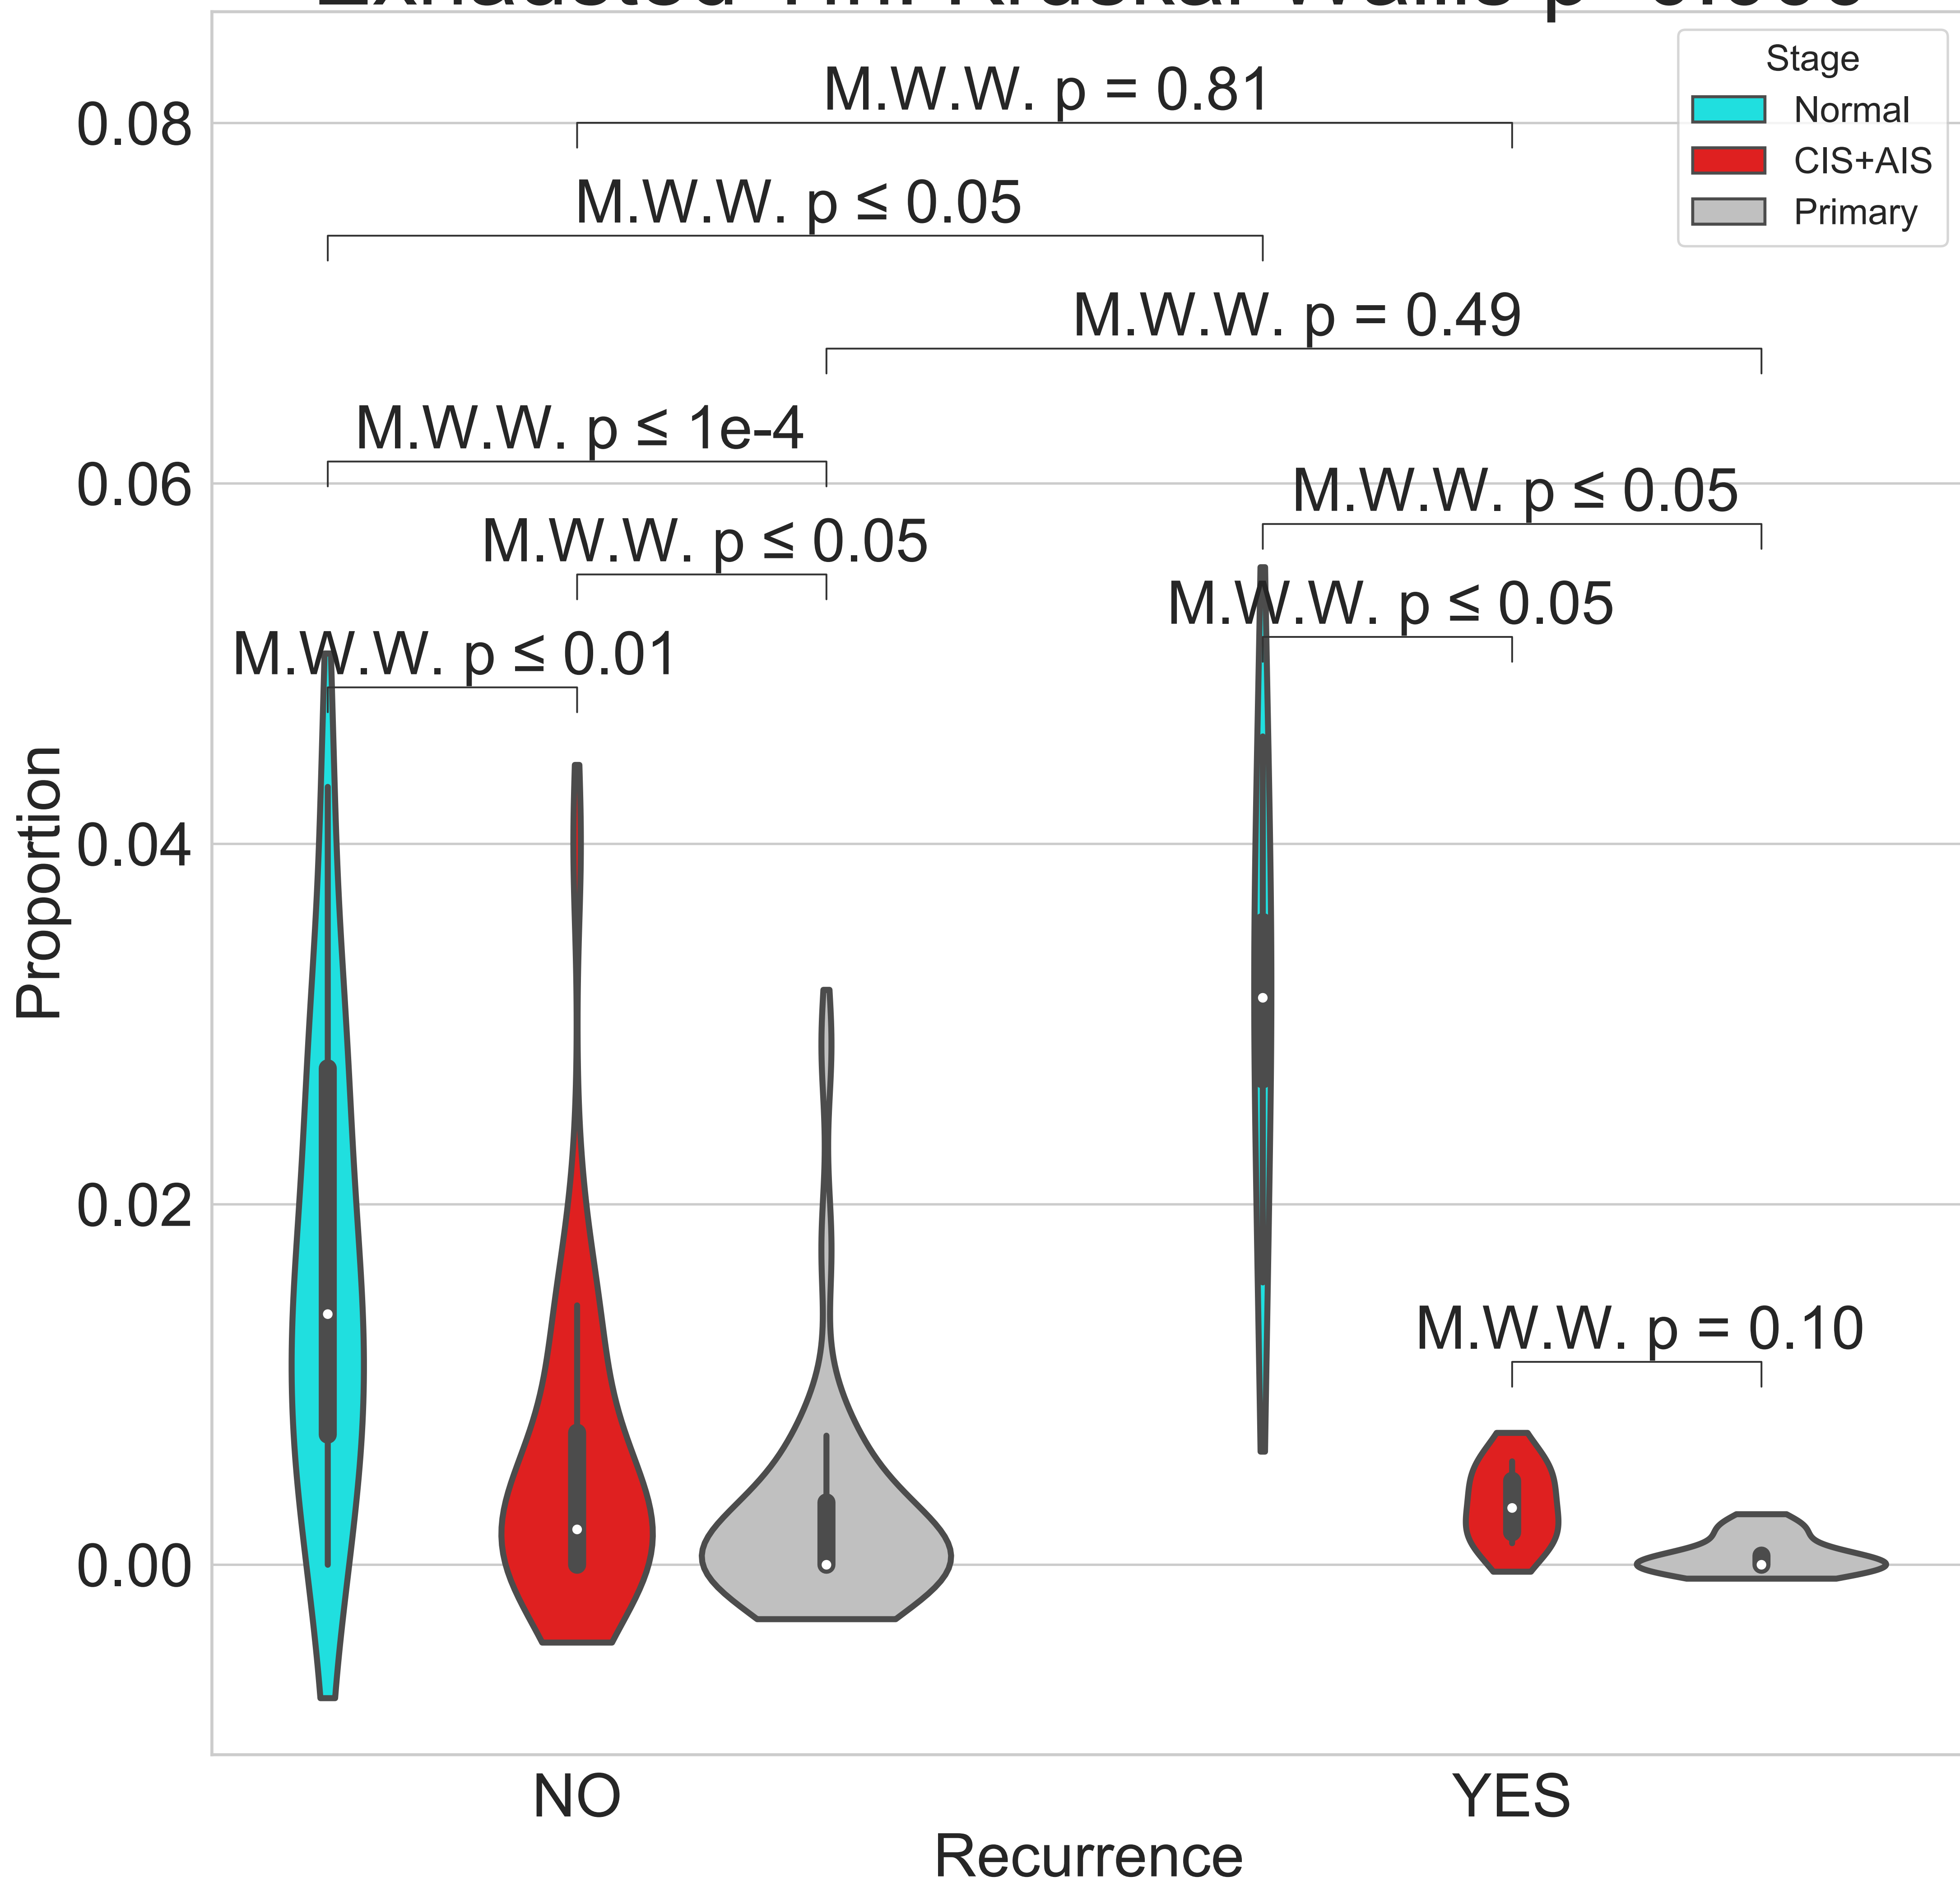 Stage
Normal
CIS+AIS
Primary
M.W.W. p = 0.81
M.W.W. p ≤ 0.05
M.W.W. p = 0.49
M.W.W. p ≤ 1e-4
M.W.W. p ≤ 0.05
M.W.W. p ≤ 0.05
M.W.W. p ≤ 0.05
M.W.W. p ≤ 0.01
M.W.W. p = 0.10
0.08
0.06
0.04
0.02
0.00
Proportion
NO
YES
Recurrence